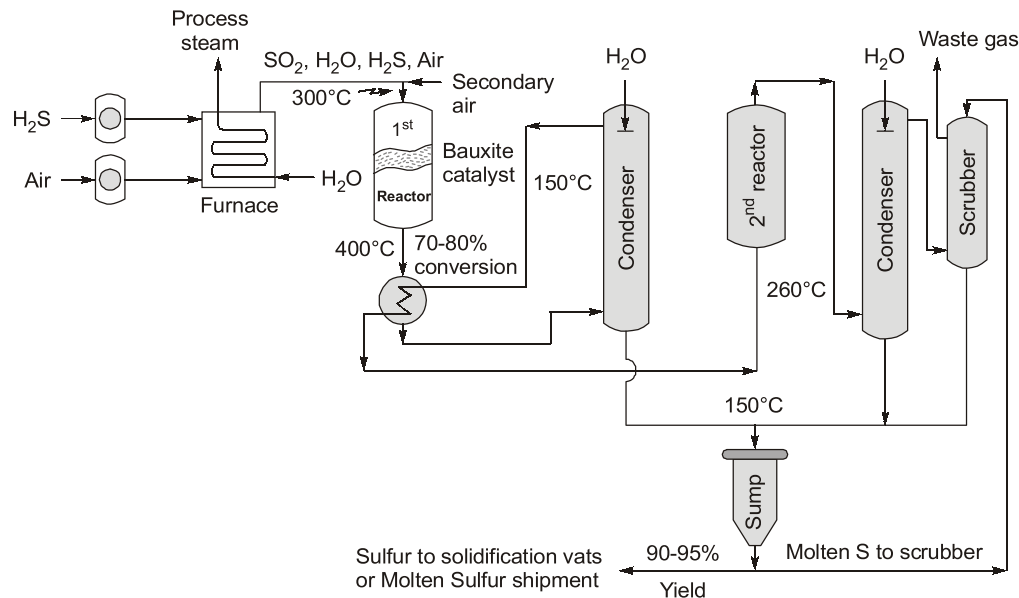 Process
steam
SO₂, H₂O, H₂S, Air
Secondary
air
300°C
H₂S
Air
H₂O
Furnace
1st
Bauxite
catalyst
Reactor
400°C
70-80%
conversion
H₂O
150°C
Condenser
2nd reactor
260°C
H₂O
Condenser
Waste gas
Scrubber
150°C
Sump
Sulfur to solidification vats
or Molten Sulfur shipment
90-95%
Yield
Molten S to scrubber